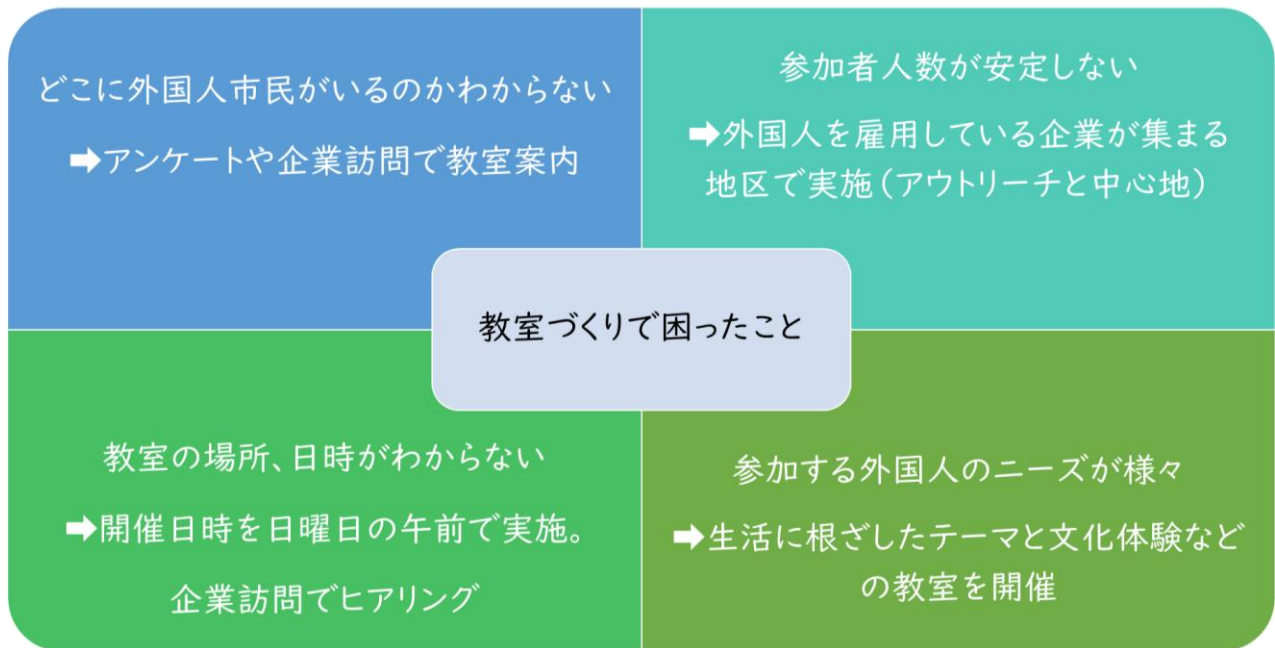 どこに外国人市民がいるのかわからない
➡アンケートや企業訪問で教室案内
参加者人数が安定しない
➡外国人を雇用している企業が集まる
地区で実施(アウトリーチと中心地)
教室づくりで困ったこと
教室の場所、日時がわからない
➡開催日時を日曜日の午前で実施。
企業訪問でヒアリング
参加する外国人のニーズが様々
➡生活に根ざしたテーマと文化体験など
の教室を開催